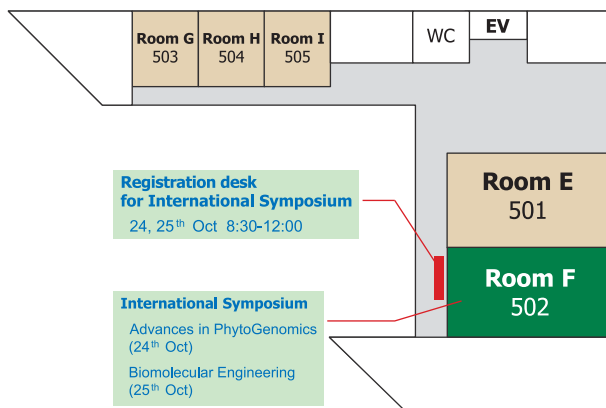 Room G
503
Room H
504
Room I
505
WC
EV
Registration desk
for International Symposium
24, 25th Oct 8:30-12:00
Room E
501
Room F
502
International Symposium
Advances in PhytoGenomics
(24th Oct)
Biomolecular Engineering
(25th Oct)